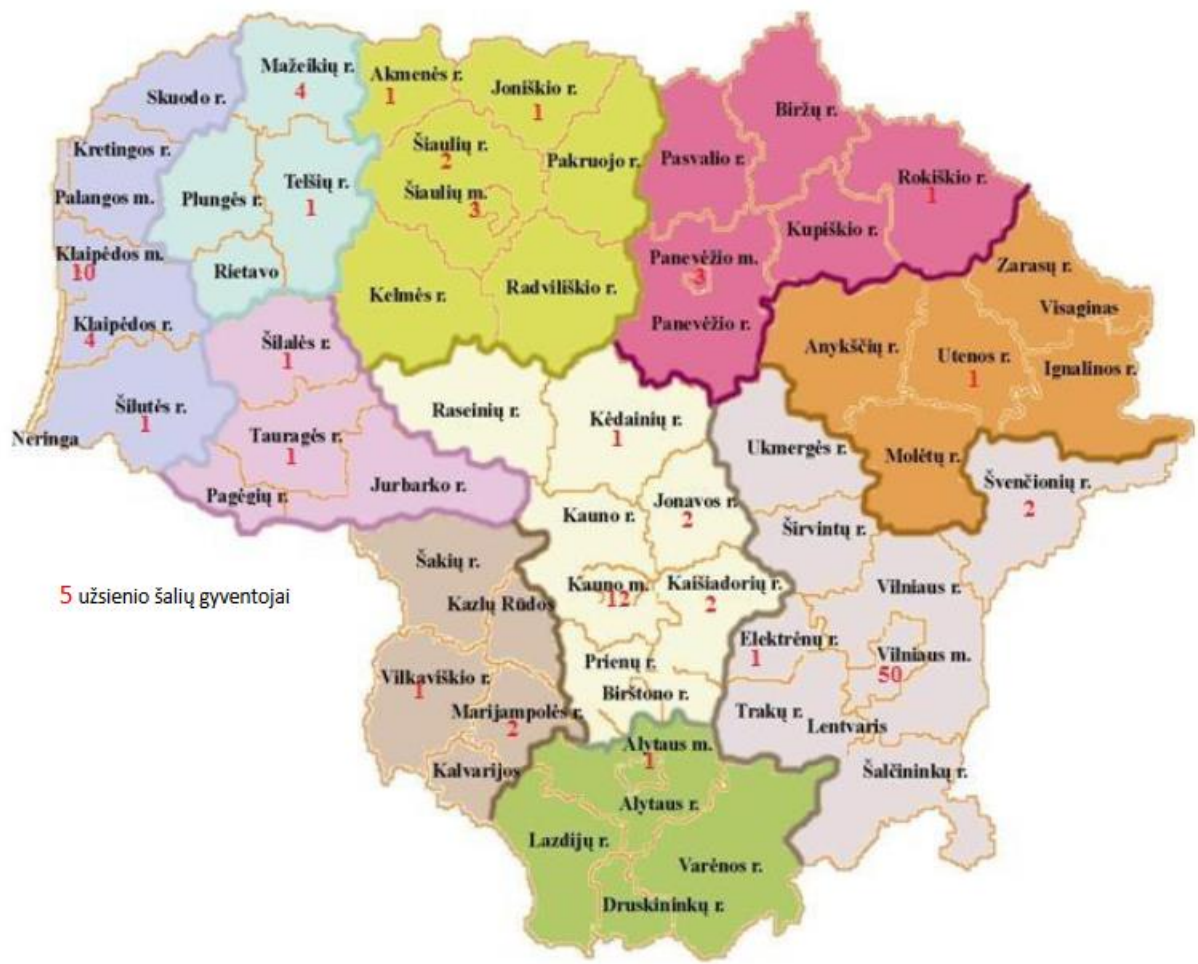 Mažeikių r.
4
Akmenės r.
1
Joniškio r.
1
Skuodo r.
Biržų r.
Kretingos r.
Šiaulių r.
2
Pakruojo r.
Pasvalio r.
Rokiškio r.
1
Palangos m.
Plungės r.
Telšių r.
1
Šiaulių m.
3
Kupiškio r.
Klaipėdos m.
10
Rietavo
Kelmės r.
Radviliškio r.
Panevėžio m.
3
Zarasų r.
Visaginas
Klaipėdos r.
4
Šilalės r.
1
Panevėžio r.
Anykščių r.
Utenos r.
1
Ignalinos r.
Šilutės r.
1
Raseinių r.
Kėdainių r.
1
Neringa
Tauragės r.
1
Ukmergės r.
Molėtų r.
Švenčionių r.
2
Pagėgių r.
Jurbarko r.
Kauno r.
Jonavos r.
2
Širvintų r.
Šakių r.
Kauno m.
12
Kaišiadorių r.
2
Vilniaus r.
5 užsienio šalių gyventojai
Kazlų Rūdos
Elektrėnų r.
1
Vilniaus m.
50
Vilkaviškio r.
1
Prienų r.
Birštono r.
Marijampolės r.
2
Trakų r.
Lentvaris
Kalvarijos
Alytaus m.
1
Šalčininkų r.
Alytaus r.
Lazdijų r.
Varėnos r.
Druskininkų r.